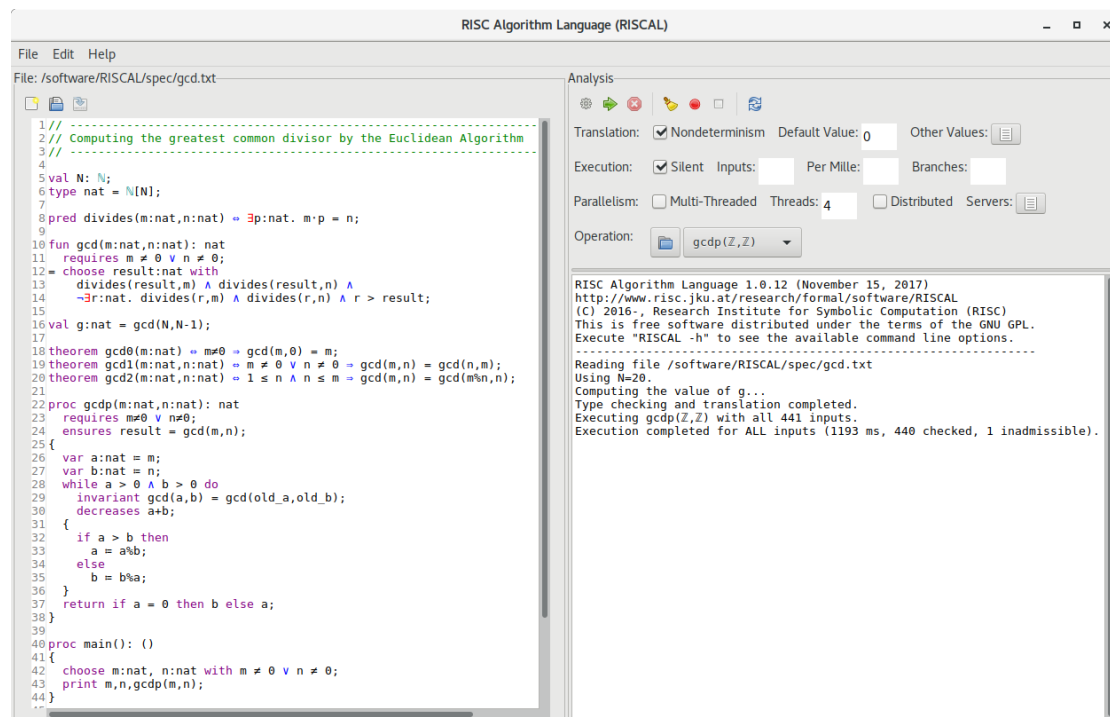 RISC Algorithm Language (RISCAL)
File Edit Help
File: /software/RISCAL/spec/gcd.txt
1 // ------------------------------------------------------------------
2 // Computing the greatest common divisor by the Euclidean Algorithm
3 // ------------------------------------------------------------------
4
5 val N: ℕ;
6 type nat = ℕ[N];
7
8 pred divides(m:nat,n:nat) ⇔ ∃p:nat. m·p = n;
9
10 fun gcd(m:nat,n:nat): nat
11   requires m ≠ 0 ∨ n ≠ 0;
12 = choose result:nat with
13     divides(result,m) ∧ divides(result,n) ∧
14     ¬∃r:nat. divides(r,m) ∧ divides(r,n) ∧ r > result;
15
16 val g:nat = gcd(N,N-1);
17
18 theorem gcd0(m:nat) ⇔ m≠0 ⇒ gcd(m,0) = m;
19 theorem gcd1(m:nat,n:nat) ⇔ m ≠ 0 ∨ n ≠ 0 ⇒ gcd(m,n) = gcd(n,m);
20 theorem gcd2(m:nat,n:nat) ⇔ 1 ≤ n ∧ n ≤ m ⇒ gcd(m,n) = gcd(m%n,n);
21
22 proc gcdp(m:nat,n:nat): nat
23   requires m≠0 ∨ n≠0;
24   ensures result = gcd(m,n);
25 {
26   var a:nat ≔ m;
27   var b:nat ≔ n;
28   while a > 0 ∧ b > 0 do
29     invariant gcd(a,b) = gcd(old_a,old_b);
30     decreases a+b;
31   {
32     if a > b then
33       a ≔ a%b;
34     else
35       b ≔ b%a;
36   }
37   return if a = 0 then b else a;
38 }
39
40 proc main(): ()
41 {
42   choose m:nat, n:nat with m ≠ 0 ∨ n ≠ 0;
43   print m,n,gcdp(m,n);
44 }
Analysis
Translation: Nondeterminism Default Value: 0 Other Values:
Execution: Silent Inputs: Per Mille: Branches:
Parallelism: Multi-Threaded Threads: 4 Distributed Servers:
Operation: gcdp(ℤ,ℤ)
RISC Algorithm Language 1.0.12 (November 15, 2017)
http://www.risc.jku.at/research/formal/software/RISCAL
(C) 2016-, Research Institute for Symbolic Computation (RISC)
This is free software distributed under the terms of the GNU GPL.
Execute "RISCAL -h" to see the available command line options.
-----------------------------------------------------------------
Reading file /software/RISCAL/spec/gcd.txt
Using N=20.
Computing the value of g...
Type checking and translation completed.
Executing gcdp(ℤ,ℤ) with all 441 inputs.
Execution completed for ALL inputs (1193 ms, 440 checked, 1 inadmissible).